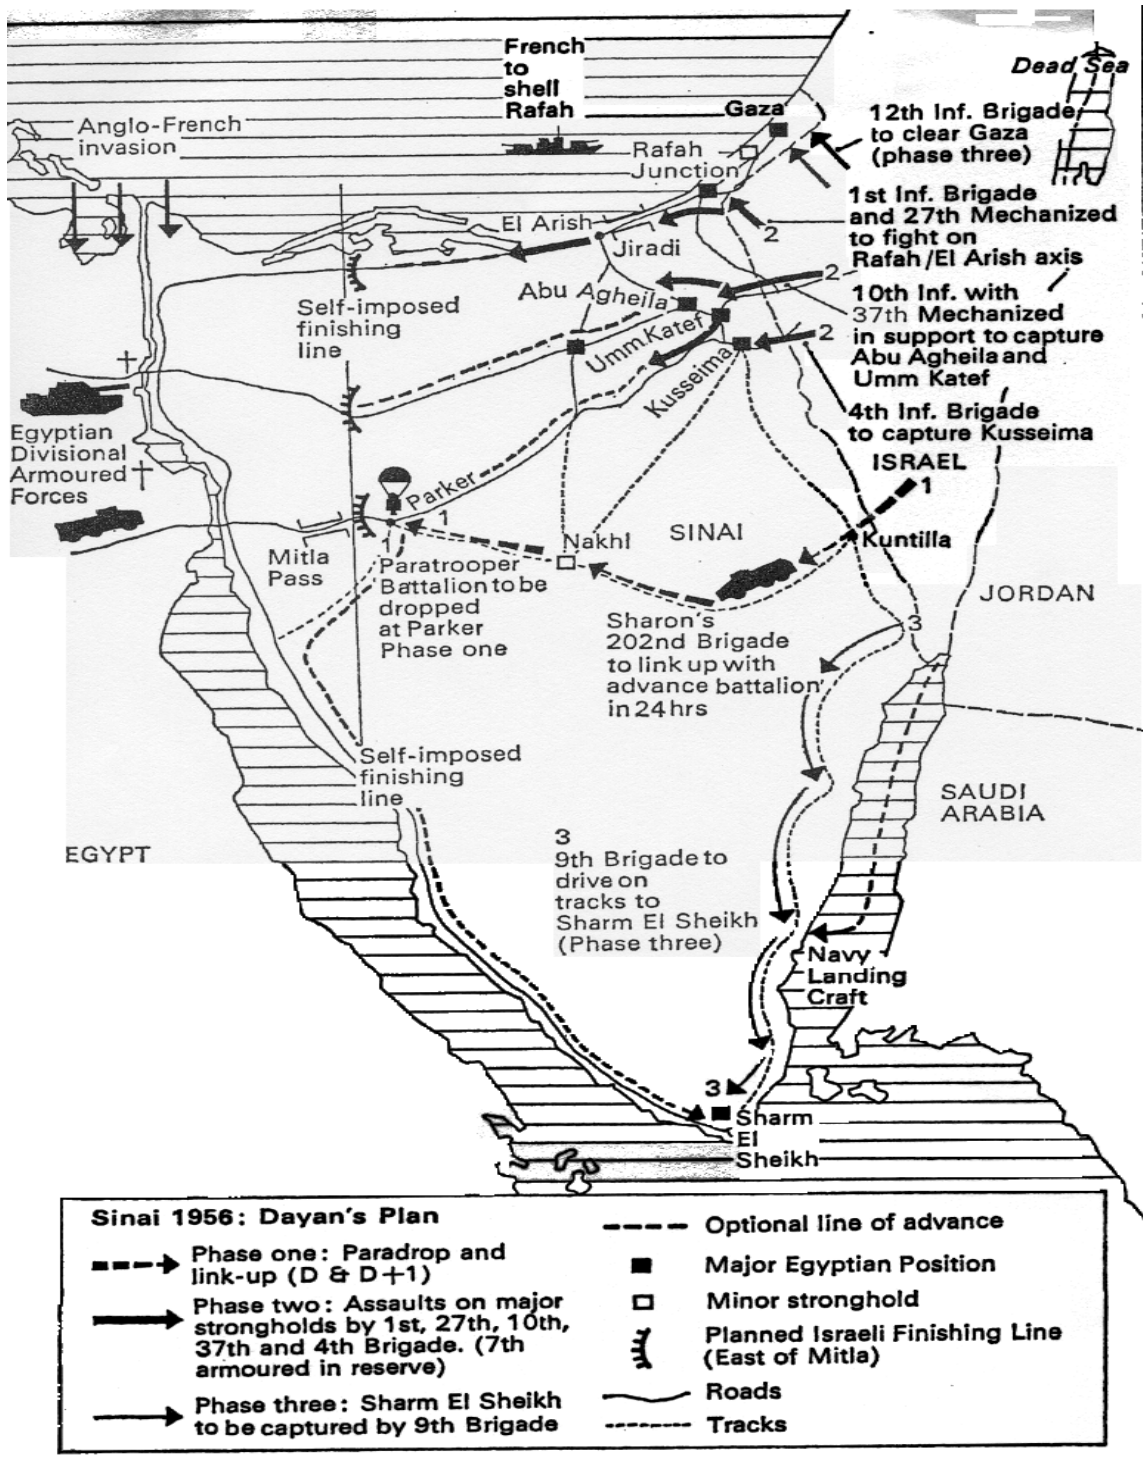 French
to
shell
Rafah
Dead Sea
Gaza
12th Inf. Brigade
to clear Gaza
(phase three)
Anglo-French
invasion
Rafah
Junction
1st Inf. Brigade
and 27th Mechanized
to fight on
Rafah/El Arish axis
El Arish
Jiradi
2
2
10th Inf. with
37th Mechanized
in support to capture
Abu Agheila and
Umm Katef
Abu Agheila
Self-imposed
finishing
line
Umm Katef
2
Kusseima
4th Inf. Brigade
to capture Kusseima
Egyptian
Divisional
Armoured
Forces
ISRAEL
1
Parker
1
Nakhl
SINAI
Kuntilla
Mitla
Pass
1
Paratrooper
Battalion to be
dropped
at Parker
Phase one
JORDAN
Sharon's
202nd Brigade
to link up with
advance battalion
in 24hrs
3
Self-imposed
finishing
line
SAUDI
ARABIA
EGYPT
3
9th Brigade to
drive on
tracks to
Sharm El Sheikh
(Phase three)
Navy
Landing
Craft
3
Sharm
El
Sheikh
Sinai 1956: Dayan's Plan
Phase one: Paradrop and
link-up (D & D+1)
Phase two: Assaults on major
strongholds by 1st, 27th, 10th,
37th and 4th Brigade. (7th
armoured in reserve)
Phase three: Sharm El Sheikh
to be captured by 9th Brigade
Optional line of advance
Major Egyptian Position
Minor stronghold
Planned Israeli Finishing Line
(East of Mitla)
Roads
Tracks